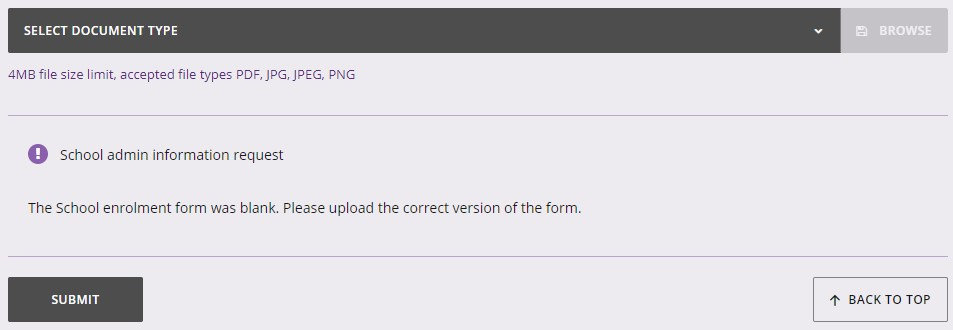 SELECT DOCUMENT TYPE
BROWSE
4MB file size limit, accepted file types PDF, JPG, JPEG, PNG
School admin information request
The School enrolment form was blank. Please upload the correct version of the form.
SUBMIT
BACK TO TOP